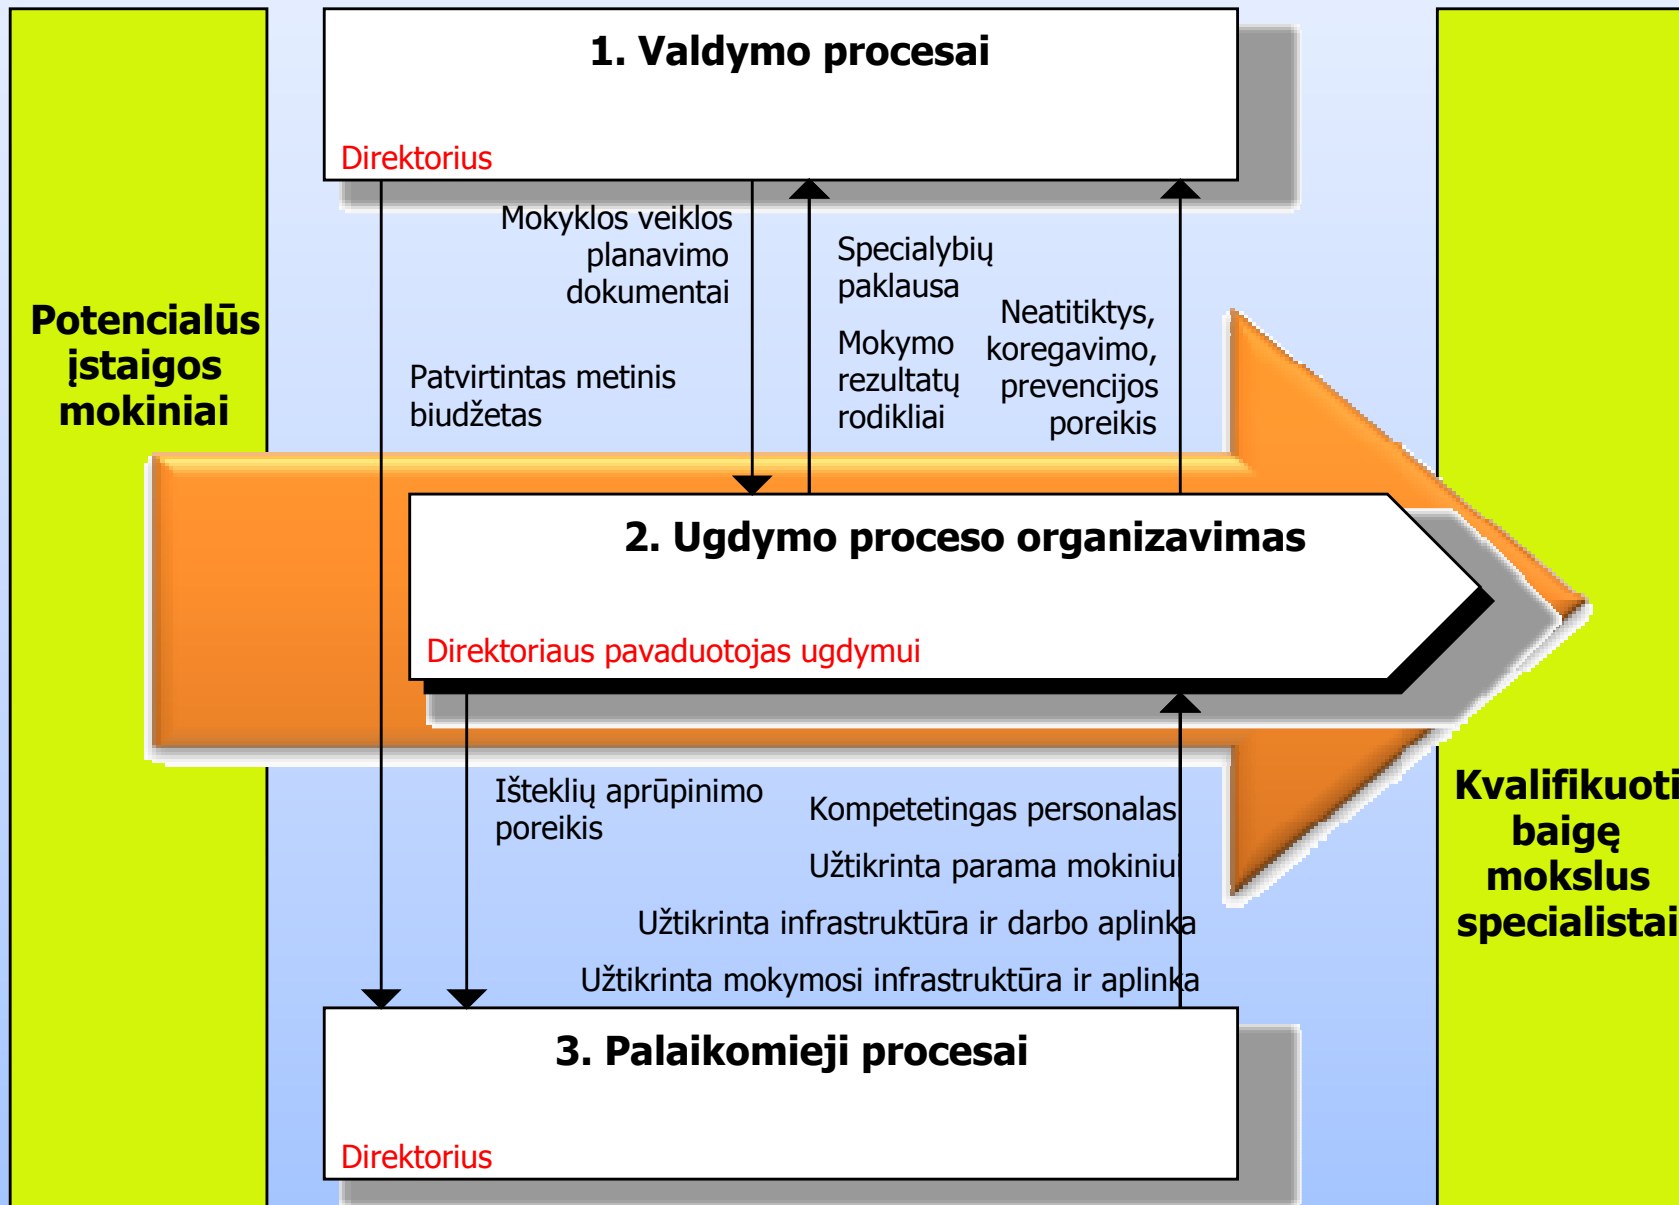 1. Valdymo procesai
Direktorius
Mokyklos veiklos
planavimo
dokumentai
Specialybių
paklausa
Mokymo
rezultatų
rodikliai
Neatitiktys,
koregavimo,
prevencijos
poreikis
Patvirtintas metinis
biudžetas
Potencialūs
įstaigos
mokiniai
2. Ugdymo proceso organizavimas
Direktoriaus pavaduotojas ugdymui
Išteklių aprūpinimo
poreikis
Kompetetingas personalas
Užtikrinta parama mokiniui
Užtikrinta infrastruktūra ir darbo aplinka
Užtikrinta mokymosi infrastruktūra ir aplinka
Kvalifikuoti
baigę
mokslus
specialistai
3. Palaikomieji procesai
Direktorius